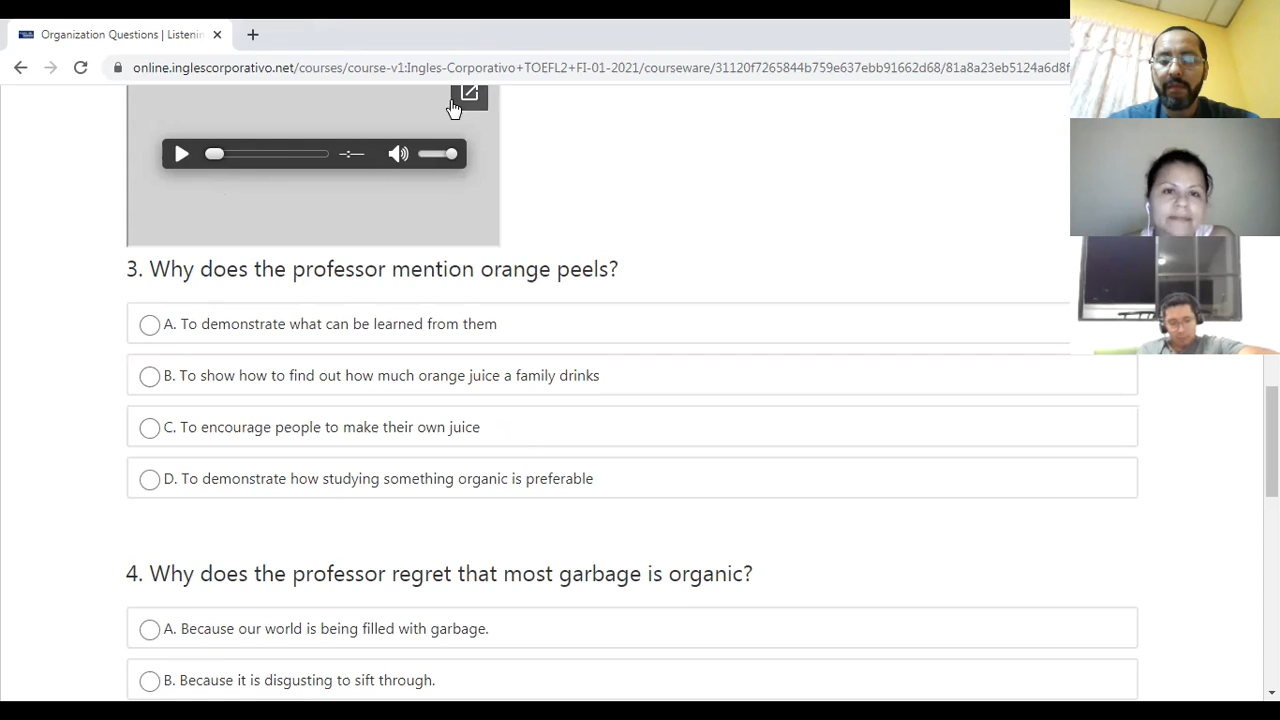 Organization Questions | Listenin
online.inglescorporativo.net/courses/course-v1:Ingles-Corporativo+TOEFL2+FI-01-2021/courseware/31120f7265844b759e637ebb91662d68/81a8a23eb5124a6d8f
-:--
3. Why does the professor mention orange peels?
A. To demonstrate what can be learned from them
B. To show how to find out how much orange juice a family drinks
C. To encourage people to make their own juice
D. To demonstrate how studying something organic is preferable
4. Why does the professor regret that most garbage is organic?
A. Because our world is being filled with garbage.
B. Because it is disgusting to sift through.